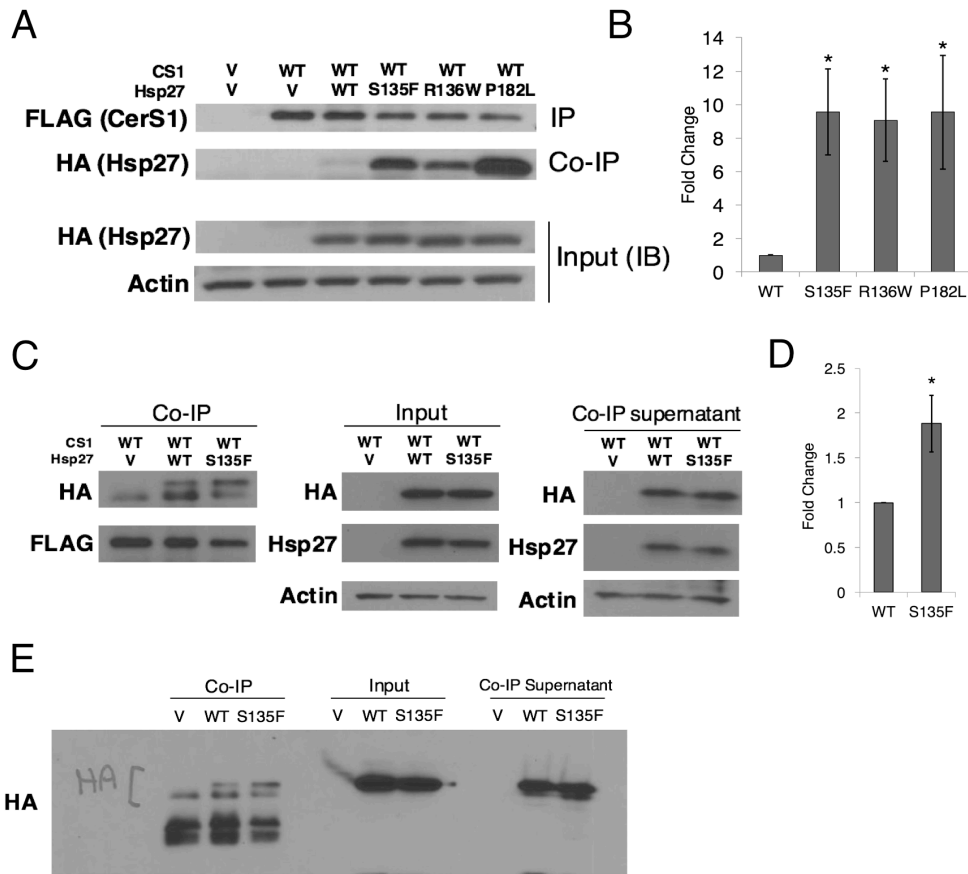 A
CS1 V WT WT WT WT WT
Hsp27 V V WT S135F R136W P182L
FLAG (CerS1) IP
HA (Hsp27) Co-IP
HA (Hsp27)
Actin
Input (IB)
B
Fold Change
14
12
10
8
6
4
2
0
* * *
WT S135F R136W P182L
C
Co-IP
CS1 WT WT WT
Hsp27 V WT S135F
HA
FLAG
Input
WT WT WT
V WT S135F
HA
Hsp27
Actin
Co-IP supernatant
WT WT WT
V WT S135F
HA
Hsp27
Actin
D
Fold Change
2.5
2
1.5
1
0.5
0
*
WT S135F
E
Co-IP Input Co-IP Supernatant
V WT S135F V WT S135F V WT S135F
HA [
HA